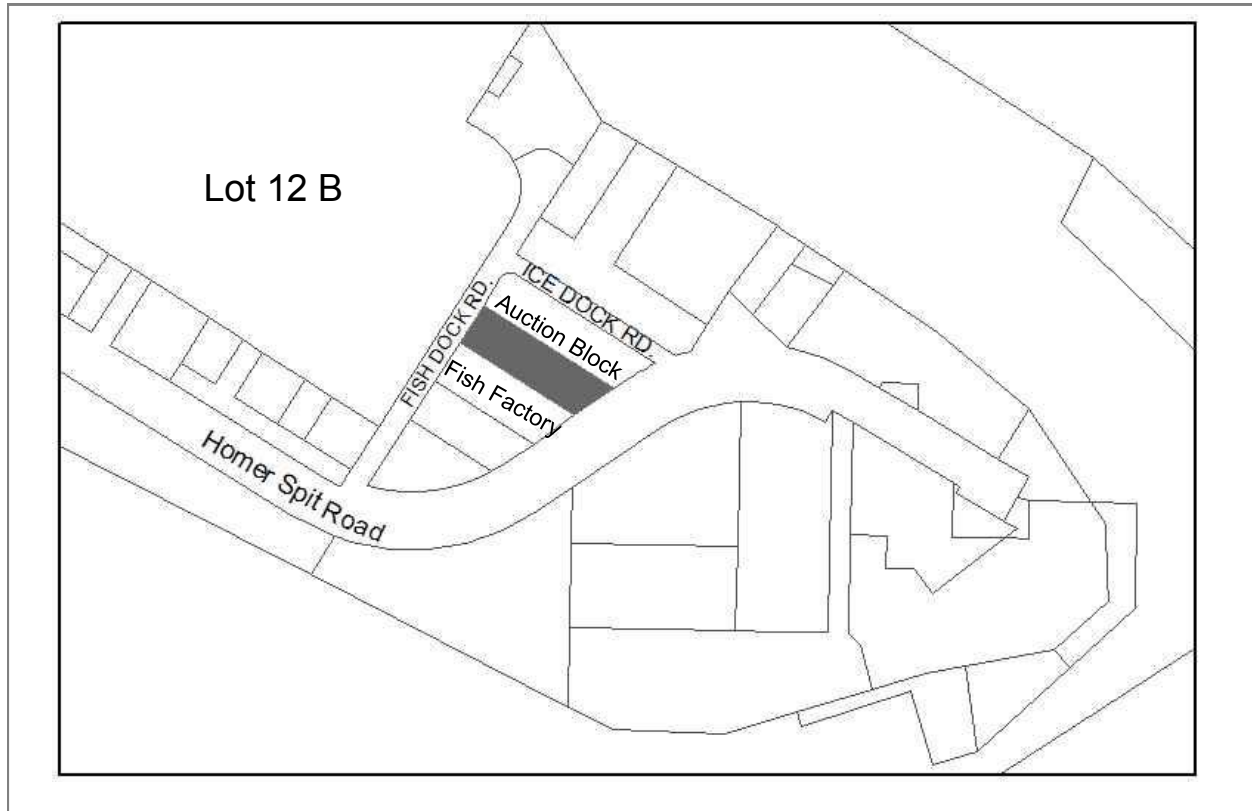 Lot 12 B
ICE DOCK RD.
FISH DOCK RD.
Auction Block
Fish Factory
Homer Spit Road